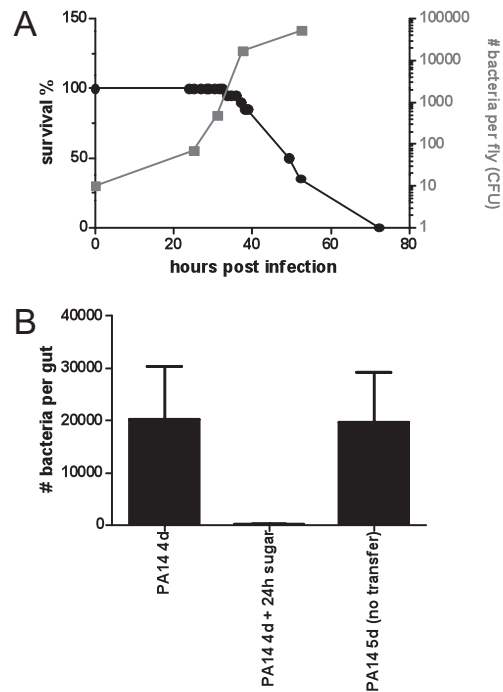 A
150
100
50
0
survival %
100000
10000
1000
100
10
1
# bacteria per fly (CFU)
0
20
40
60
80
hours post infection
B
40000
30000
20000
10000
0
# bacteria per gut
PA14 4d
PA14 4d + 24h sugar
PA14 5d (no transfer)